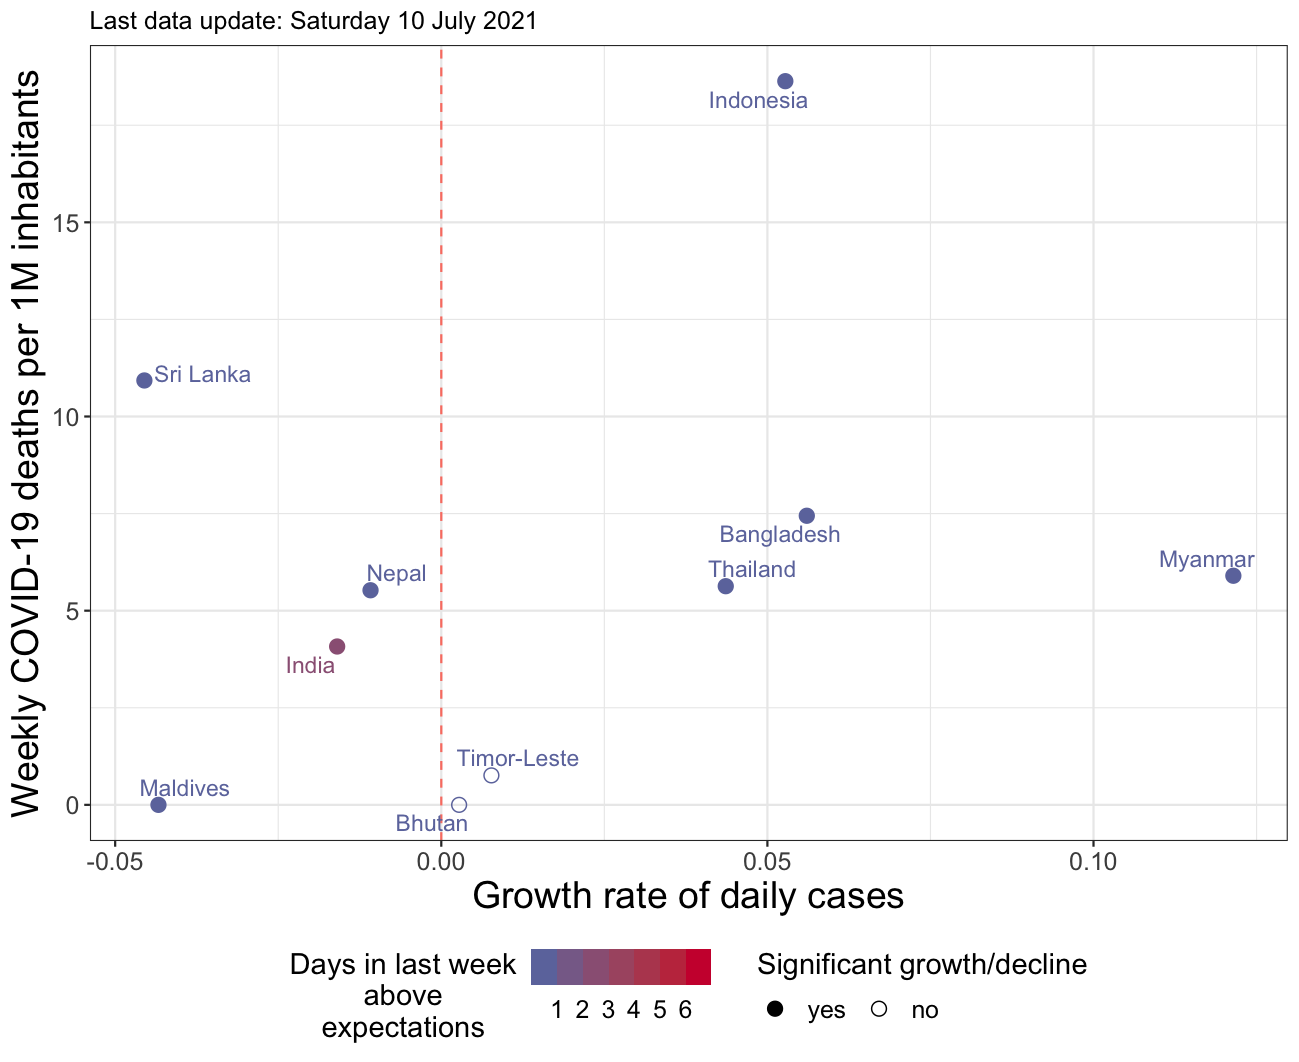 Last data update: Saturday 10 July 2021
Weekly COVID-19 deaths per 1M inhabitants
Indonesia
15
Sri Lanka
10
Bangladesh
Myanmar
Thailand
Nepal
5
India
Timor-Leste
Maldives
0
Bhutan
-0.05 0.00 0.05 0.10
Growth rate of daily cases
Days in last week
above
expectations
1 2 3 4 5 6
Significant growth/decline
yes no